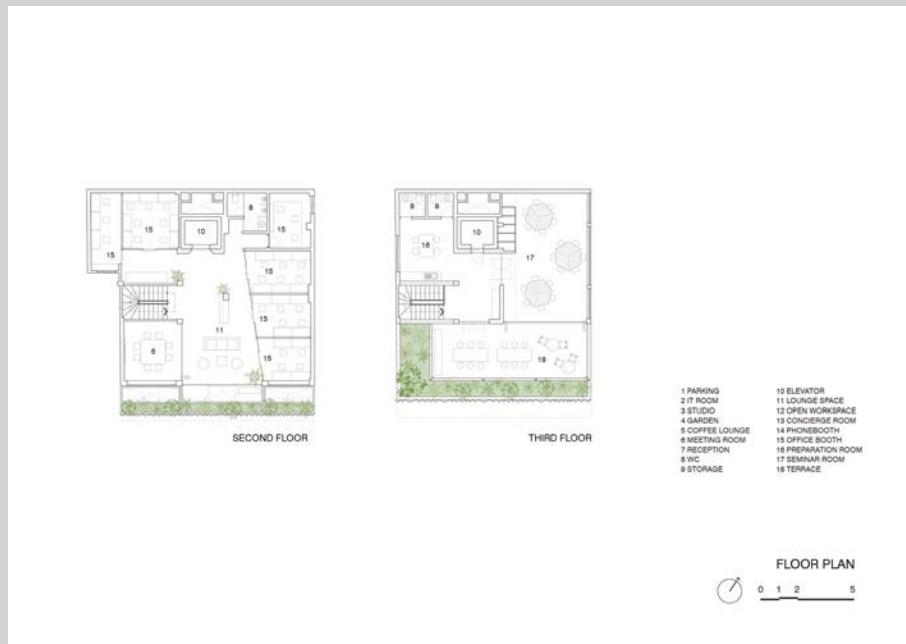 8
15
15
10
15
15
15
11
6
15
8
8
10
16
17
18
SECOND FLOOR
THIRD FLOOR
1 PARKING
2 IT ROOM
3 STUDIO
4 GARDEN
5 COFFEE LOUNGE
6 MEETING ROOM
7 RECEPTION
8 WC
9 STORAGE
10 ELEVATOR
11 LOUNGE SPACE
12 OPEN WORKSPACE
13 CONCIERGE ROOM
14 PHONEBOOTH
15 OFFICE BOOTH
16 PREPARATION ROOM
17 SEMINAR ROOM
18 TERRACE
FLOOR PLAN
0 1 2 5